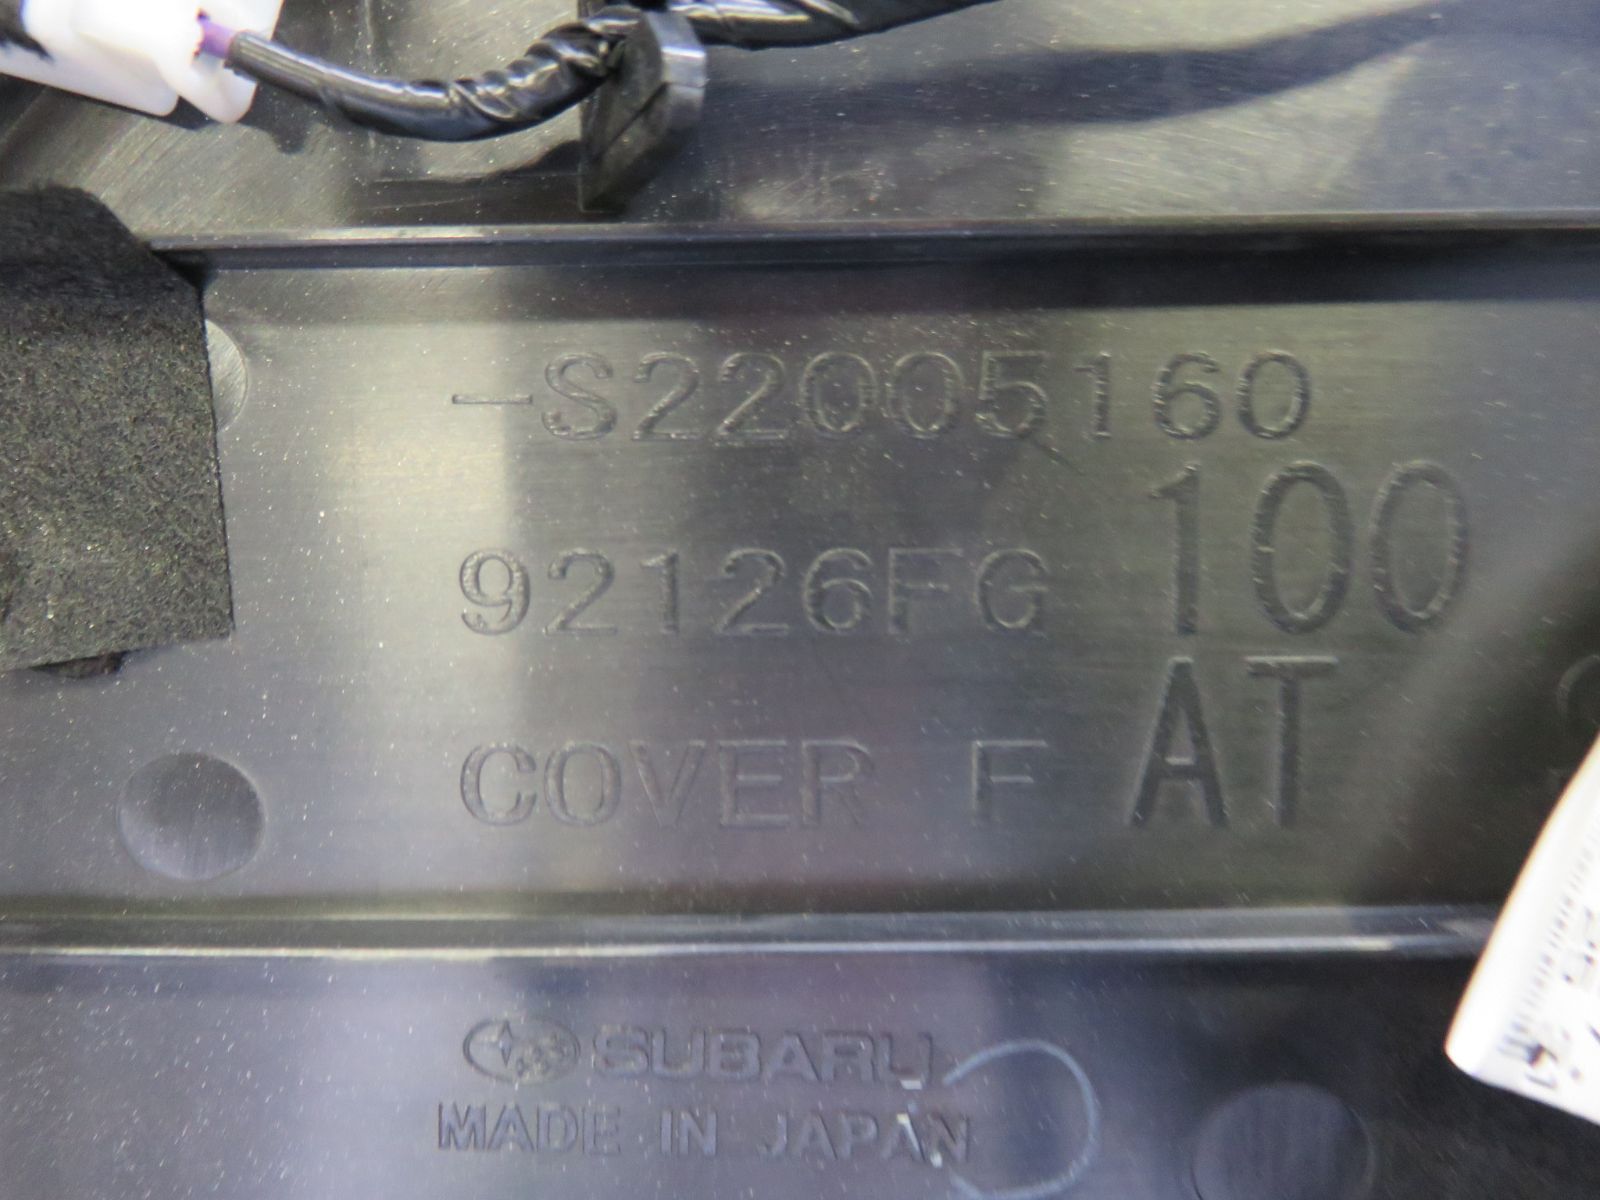 -S22005160
92126FG 100
COVER F AT
SUBARU
MADE IN JAPAN